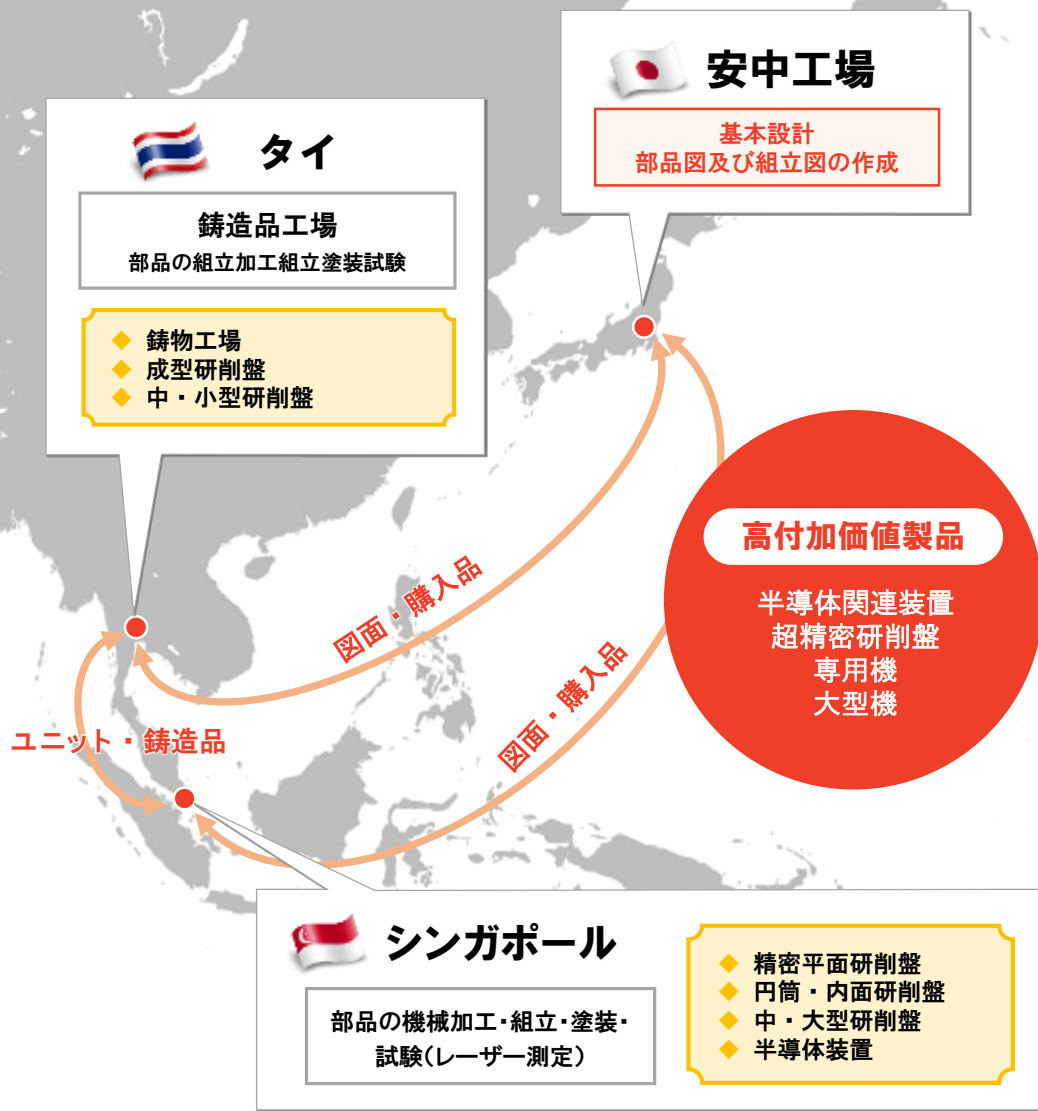 安中工場
基本設計
部品図及び組立図の作成
タイ
鋳造品工場
部品の組立加工組立塗装試験
◆ 鋳物工場
◆ 成型研削盤
◆ 中・小型研削盤
高付加価値製品
半導体関連装置
超精密研削盤
専用機
大型機
図面・購入品
図面・購入品
ユニット・鋳造品
シンガポール
部品の機械加工・組立・塗装・
試験(レーザー測定)
◆ 精密平面研削盤
◆ 円筒・内面研削盤
◆ 中・大型研削盤
◆ 半導体装置